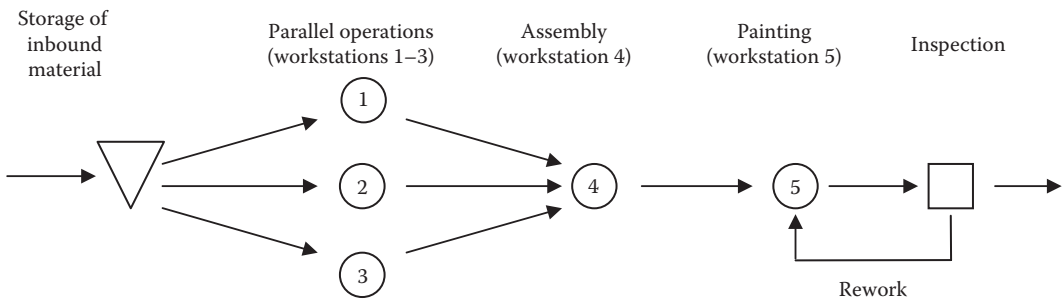 Storage of
inbound
material
Parallel operations
(workstations 1–3)
Assembly
(workstation 4)
Painting
(workstation 5)
Inspection
1
2
3
4
5
Rework